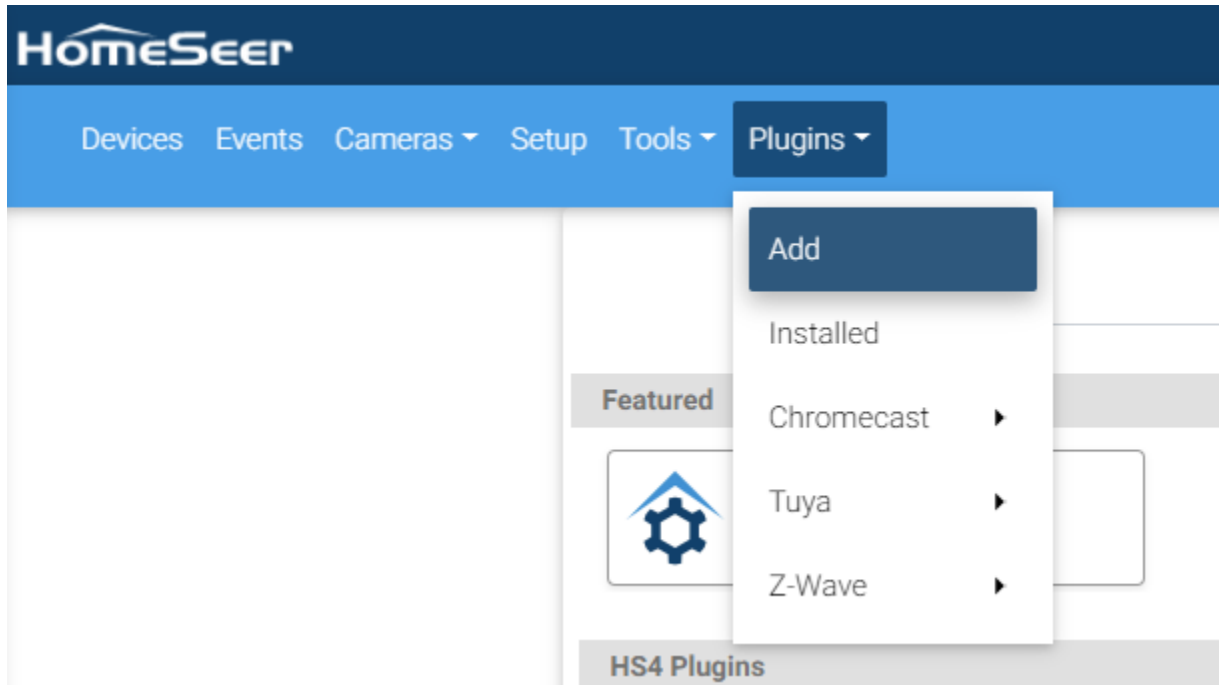 HomeSeer
Devices Events Cameras Setup Tools Plugins
Add
Installed
Featured
Chromecast
Tuya
Z-Wave
HS4 Plugins